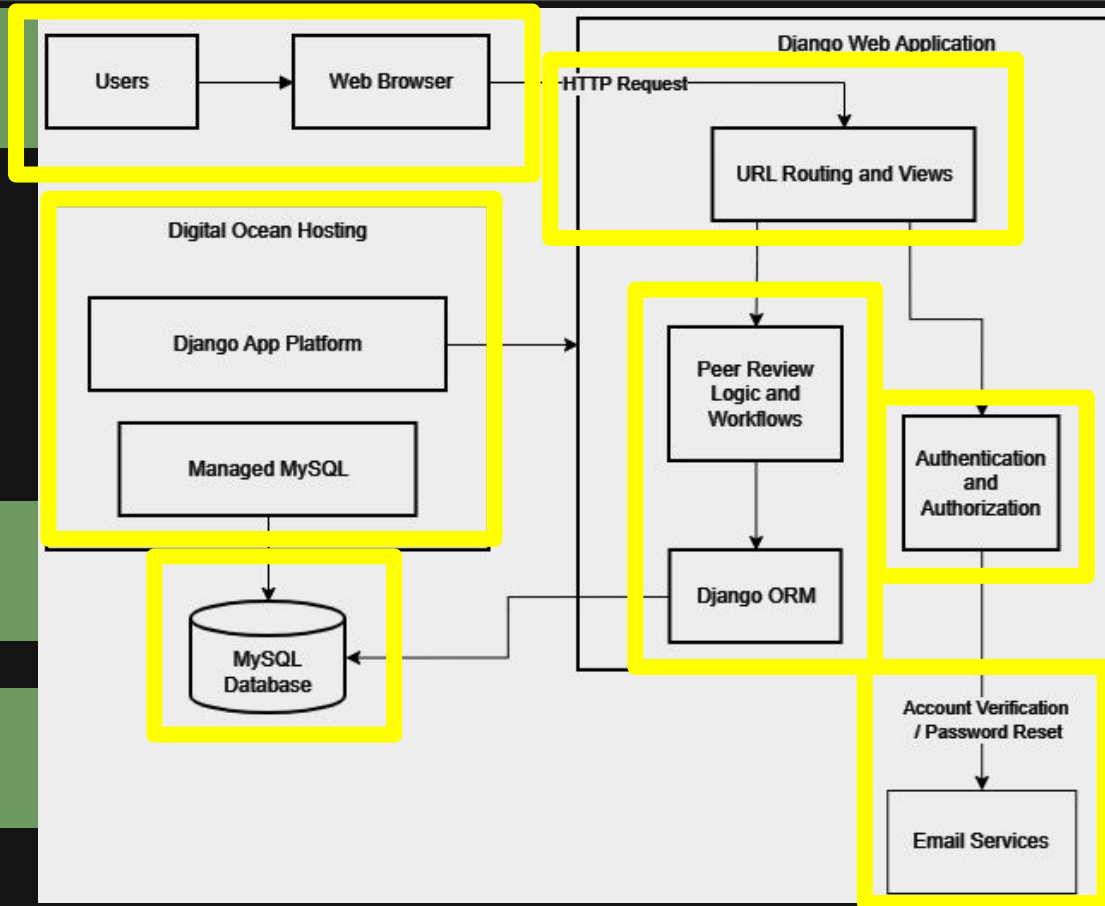 Django Web Application
Users
Web Browser
HTTP Request
URL Routing and Views
Digital Ocean Hosting
Django App Platform
Managed MySQL
Peer Review
Logic and
Workflows
Authentication
and
Authorization
Django ORM
MySQL
Database
Account Verification
/ Password Reset
Email Services